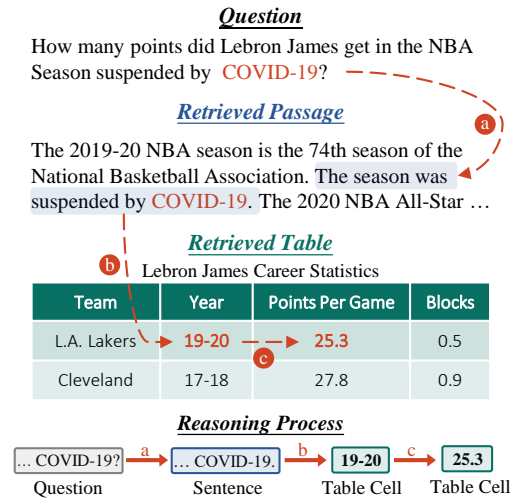 Question
How many points did Lebron James get in the NBA
Season suspended by COVID-19?
a
Retrieved Passage
The 2019-20 NBA season is the 74th season of the
National Basketball Association. The season was
suspended by COVID-19. The 2020 NBA All-Star …
b
Retrieved Table
Lebron James Career Statistics
Team Year Points Per Game Blocks
L.A. Lakers 19-20 25.3 0.5
c
Cleveland 17-18 27.8 0.9
Reasoning Process
… COVID-19? a … COVID-19. b 19-20 c 25.3
Question Sentence Table Cell Table Cell